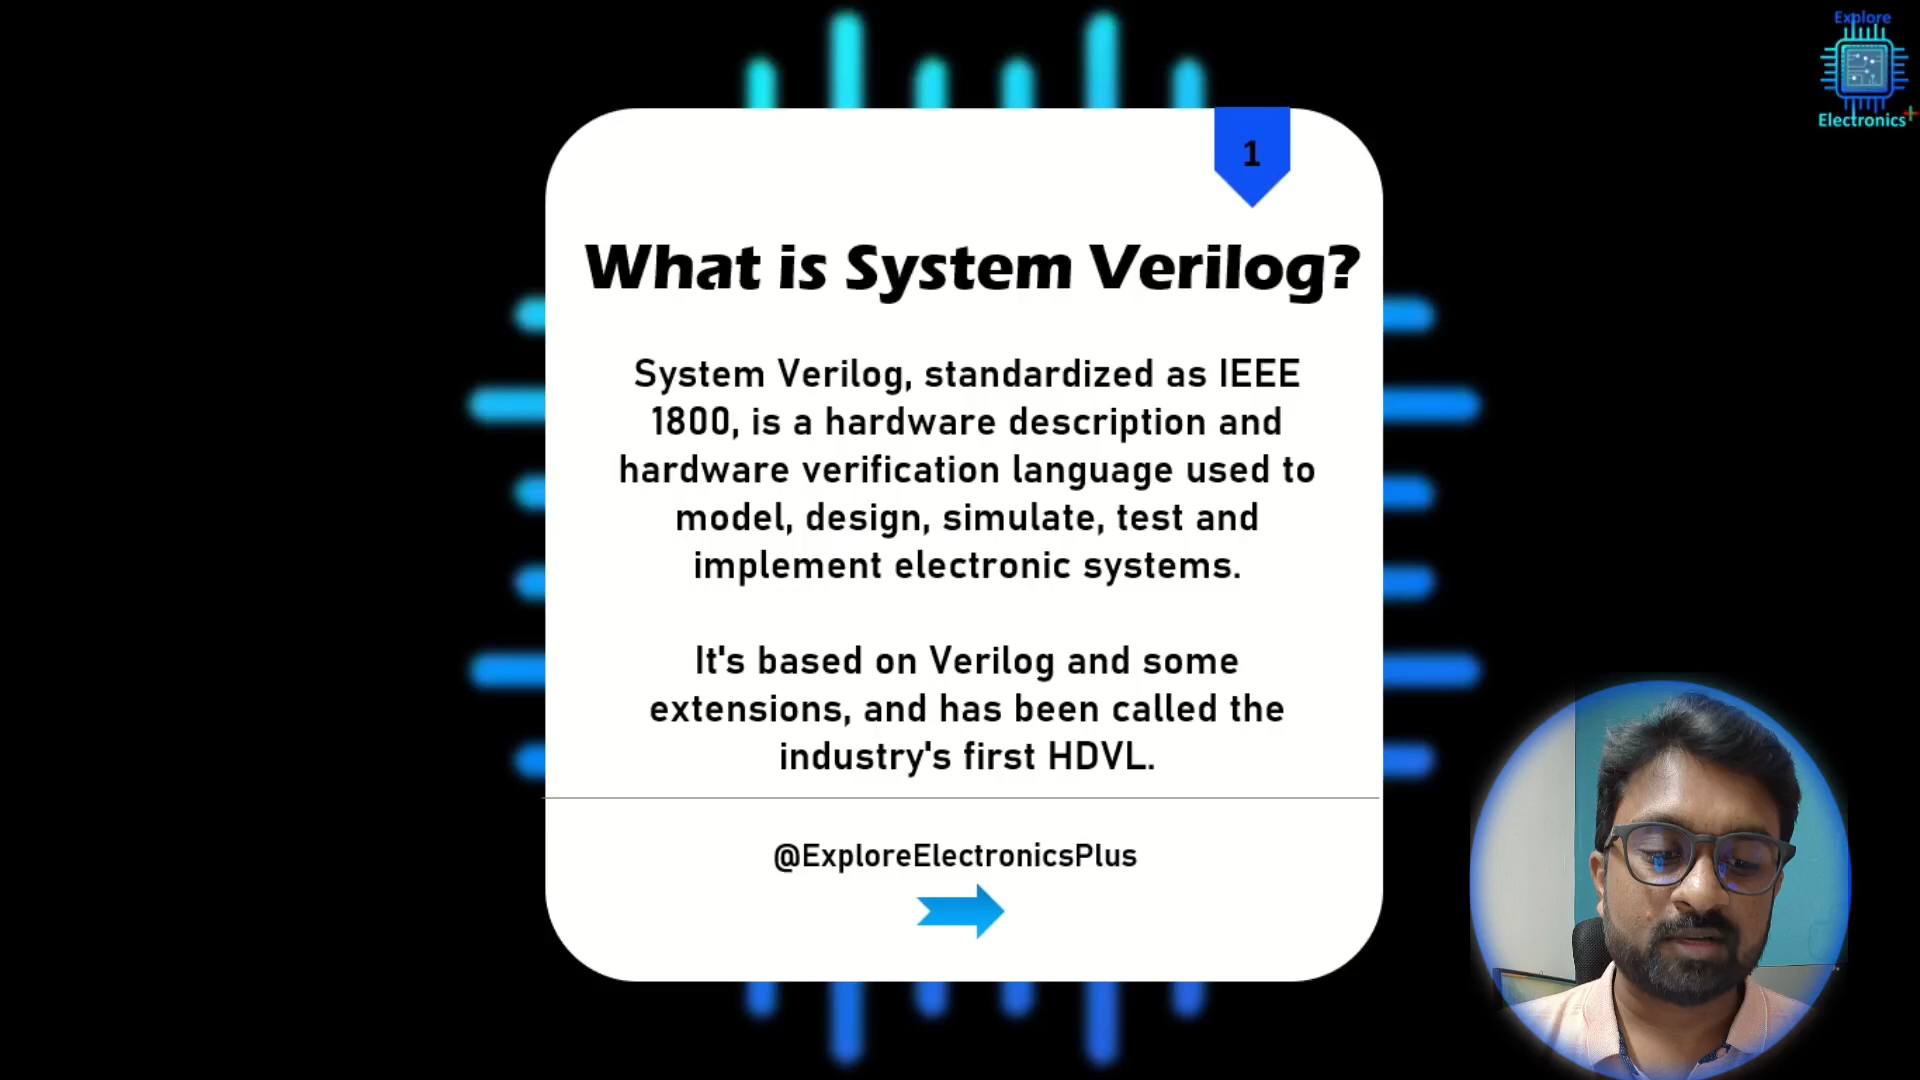 Explore
Electronics+
1
What is System Verilog?
System Verilog, standardized as IEEE
1800, is a hardware description and
hardware verification language used to
model, design, simulate, test and
implement electronic systems.
It's based on Verilog and some
extensions, and has been called the
industry's first HDVL.
@ExploreElectronicsPlus